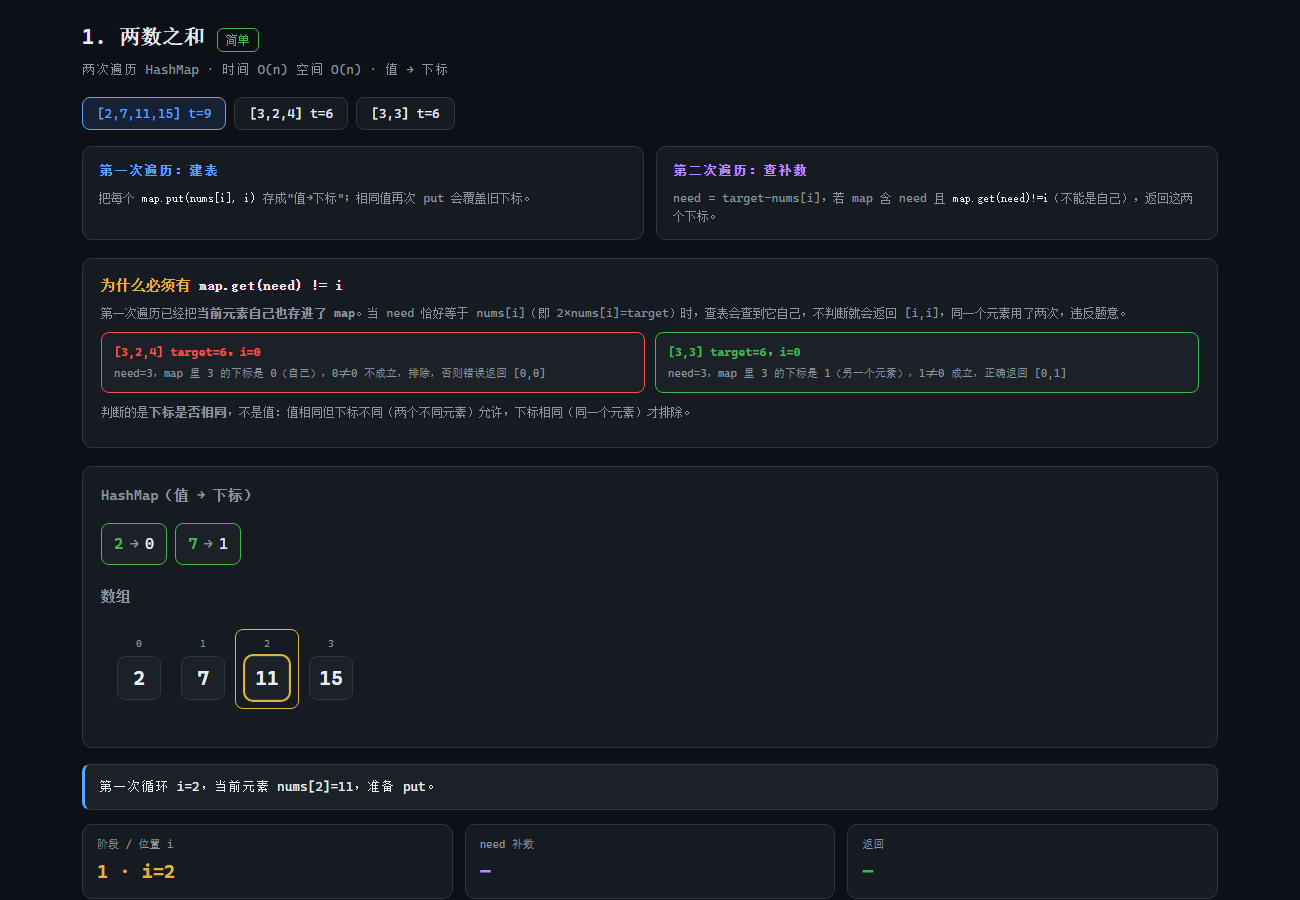 1. 两数之和 简单
两次遍历 HashMap · 时间 O(n) 空间 O(n) · 值 → 下标
[2,7,11,15] t=9 [3,2,4] t=6 [3,3] t=6
第一次遍历: 建表
把每个 map.put(nums[i], i) 存成"值→下标"; 相同值再次 put 会覆盖旧下标。
第二次遍历: 查补数
need = target−nums[i], 若 map 含 need 且 map.get(need)!=i (不能是自己), 返回这两
个下标。
为什么必须有 map.get(need) != i
第一次遍历已经把当前元素自己也存进了 map。当 need 恰好等于 nums[i] (即 2×nums[i]=target) 时, 查表会查到它自己, 不判断就会返回 [i,i], 同一个元素用了两次, 违反题意。
[3,2,4] target=6, i=0
need=3, map 里 3 的下标是 0 (自己), 0≠0 不成立, 排除, 否则错误返回 [0,0]
[3,3] target=6, i=0
need=3, map 里 3 的下标是 1 (另一个元素), 1≠0 成立, 正确返回 [0,1]
判断的是下标是否相同, 不是值: 值相同但下标不同 (两个不同元素) 允许, 下标相同 (同一个元素) 才排除。
HashMap (值 → 下标)
2 → 0 7 → 1
数组
0 1 2 3
2 7 11 15
第一次循环 i=2, 当前元素 nums[2]=11, 准备 put。
阶段 / 位置 i
1 · i=2
need 补数
—
返回
—